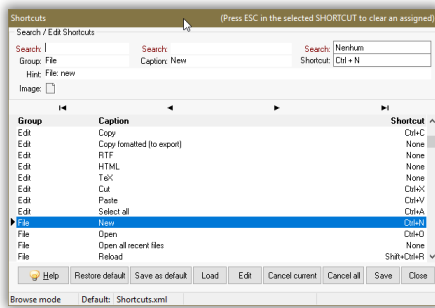 Shortcuts (Press ESC in the selected SHORTCUT to clear an assigned)
Search / Edit Shortcuts
Search: Search: Search: Nenhum
Group: File Caption: New Shortcut: Ctrl + N
Hint: File: new
Image:
Group Caption Shortcut
Edit Copy Ctrl+C
Edit Copy fomatted (to export) None
Edit RTF None
Edit HTML None
Edit TeX None
Edit Cut Ctrl+X
Edit Paste Ctrl+V
Edit Select all Ctrl+A
File New Ctrl+N
File Open Ctrl+O
File Open all recent files None
File Reload Shift+Ctrl+R
Help Restore default Save as default Load Edit Cancel current Cancel all Save Close
Browse mode Default: Shortcuts.xml